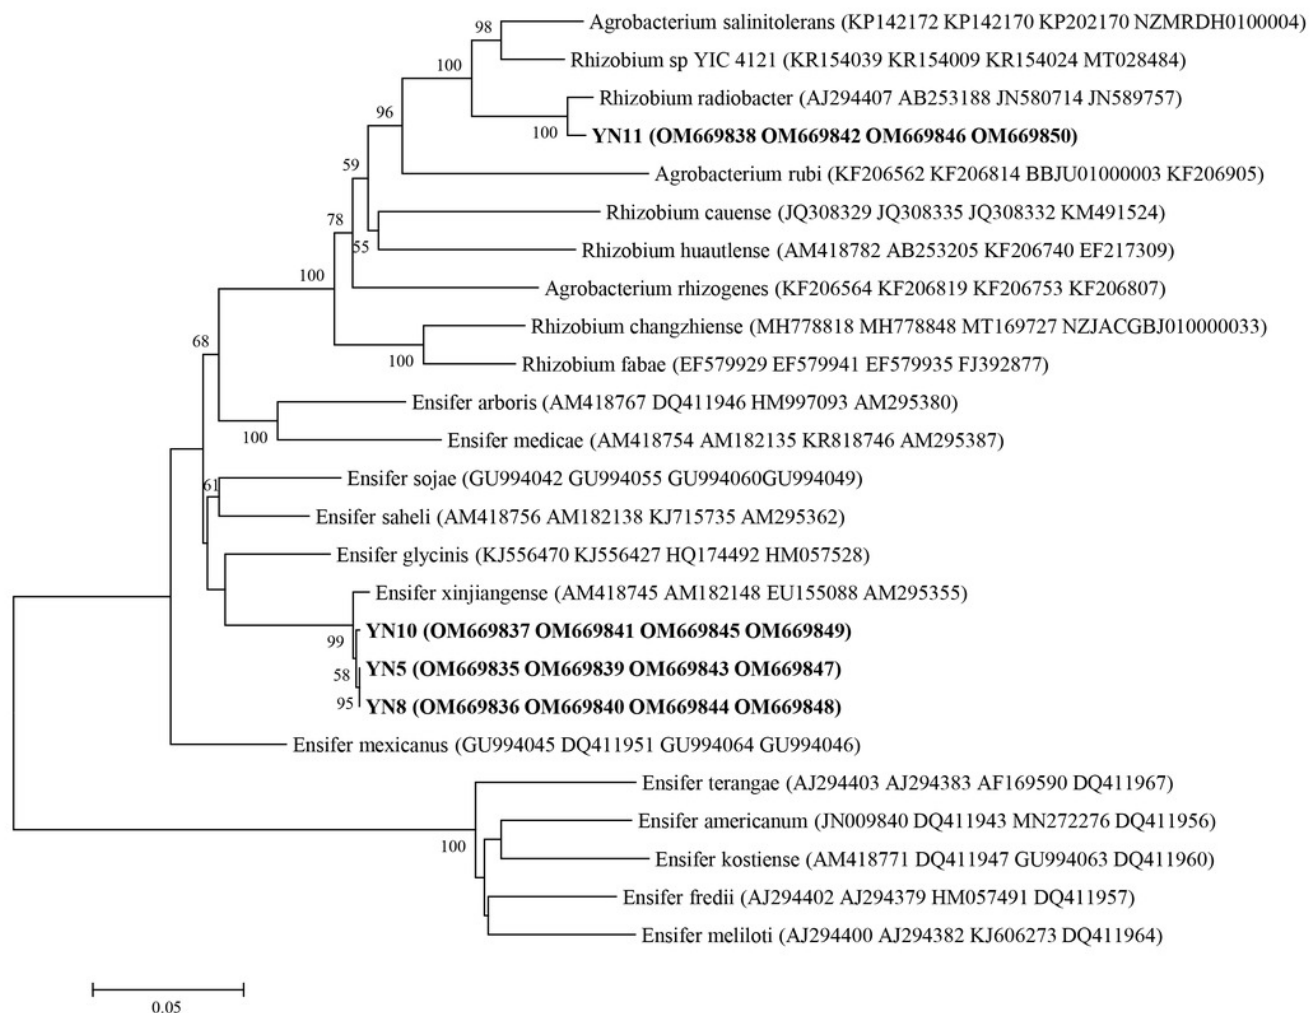 98
Agrobacterium salinitolerans (KP142172 KP142170 KP202170 NZMRDH0100004)
100
Rhizobium sp YIC 4121 (KR154039 KR154009 KR154024 MT028484)
Rhizobium radiobacter (AJ294407 AB253188 JN580714 JN589757)
96
100
YN11 (OM669838 OM669842 OM669846 OM669850)
59
Agrobacterium rubi (KF206562 KF206814 BBJU01000003 KF206905)
78
Rhizobium cauense (JQ308329 JQ308335 JQ308332 KM491524)
55
Rhizobium huautlense (AM418782 AB253205 KF206740 EF217309)
100
Agrobacterium rhizogenes (KF206564 KF206819 KF206753 KF206807)
Rhizobium changzhiense (MH778818 MH778848 MT169727 NZJACGBJ010000033)
68
100
Rhizobium fabae (EF579929 EF579941 EF579935 FJ392877)
Ensifer arboris (AM418767 DQ411946 HM997093 AM295380)
100
Ensifer medicae (AM418754 AM182135 KR818746 AM295387)
61
Ensifer sojae (GU994042 GU994055 GU994060GU994049)
Ensifer saheli (AM418756 AM182138 KJ715735 AM295362)
Ensifer glycinis (KJ556470 KJ556427 HQ174492 HM057528)
Ensifer xinjiangense (AM418745 AM182148 EU155088 AM295355)
99
YN10 (OM669837 OM669841 OM669845 OM669849)
58
YN5 (OM669835 OM669839 OM669843 OM669847)
95
YN8 (OM669836 OM669840 OM669844 OM669848)
Ensifer mexicanus (GU994045 DQ411951 GU994064 GU994046)
Ensifer terangae (AJ294403 AJ294383 AF169590 DQ411967)
100
Ensifer americanum (JN009840 DQ411943 MN272276 DQ411956)
Ensifer kostiense (AM418771 DQ411947 GU994063 DQ411960)
Ensifer fredii (AJ294402 AJ294379 HM057491 DQ411957)
Ensifer meliloti (AJ294400 AJ294382 KJ606273 DQ411964)
0.05